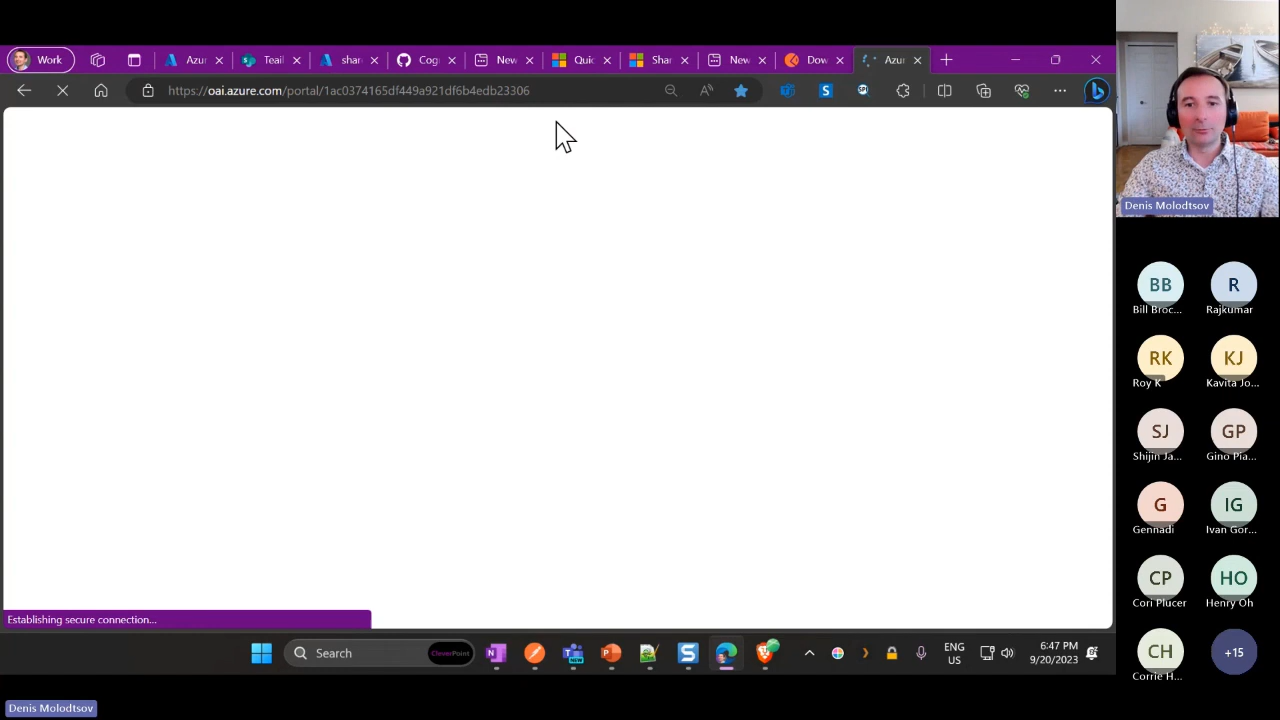 Work
Azur
Teail
shar
Cog
New
Quic
Shar
New
Dow
Azur
https://oai.azure.com/portal/1ac0374165df449a921df6b4edb23306
Denis Molodtsov
BB
R
Bill Broc...
Rajkumar
RK
KJ
Roy K
Kavita Jo...
SJ
GP
Shijin Ja...
Gino Pia...
G
IG
Gennadi
Ivan Gor...
CP
HO
Cori Plucer
Henry Oh
CH
+15
Corrie H...
Establishing secure connection...
Search
CleverPoint
ENG
US
6:47 PM
9/20/2023
Denis Molodtsov